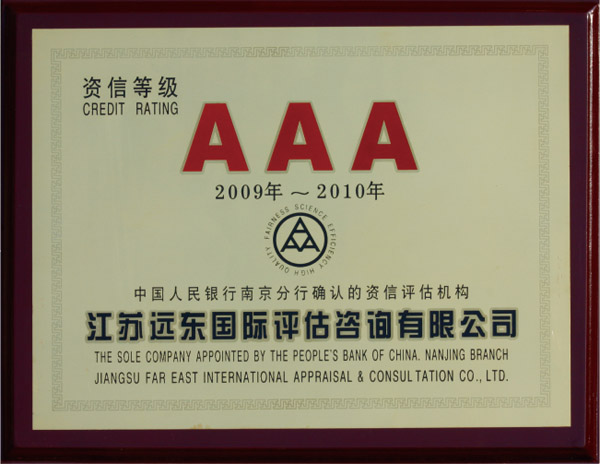 资信等级
CREDIT RATING
AAA
2009年～2010年
FAIRNESS SCIENCE EFFICIENCY HIGH QUALITY
中国人民银行南京分行确认的资信评估机构
江苏远东国际评估咨询有限公司
THE SOLE COMPANY APPOINTED BY THE PEOPLE'S BANK OF CHINA. NANJING BRANCH
JIANGSU FAR EAST INTERNATIONAL APPRAISAL & CONSULTATION CO., LTD.